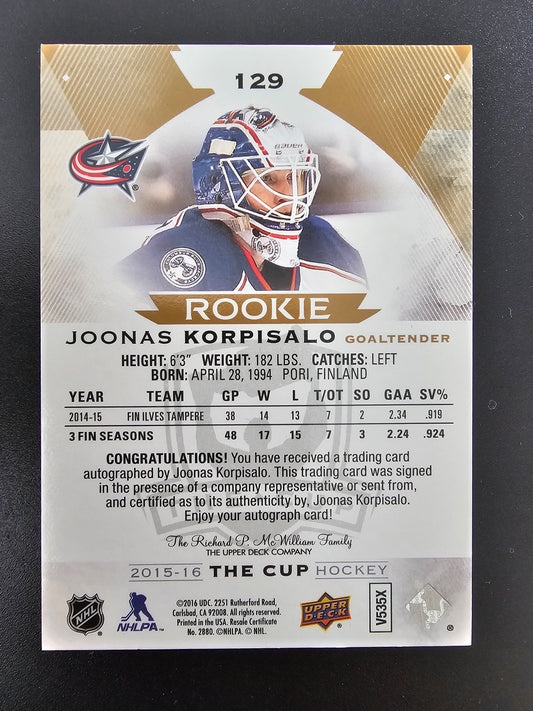 129
BAUER
ROOKIE
JOONAS KORPISALO GOALTENDER
HEIGHT: 6'3" WEIGHT: 182 LBS. CATCHES: LEFT
BORN: APRIL 28, 1994 PORI, FINLAND
YEAR TEAM GP W L T/OT SO GAA SV%
2014-15 FIN ILVES TAMPERE 38 14 13 7 2 2.34 .919
3 FIN SEASONS 48 17 15 7 3 2.24 .924
CONGRATULATIONS! You have received a trading card
autographed by Joonas Korpisalo. This trading card was signed
in the presence of a company representative or sent from,
and certified as to its authenticity by, Joonas Korpisalo.
Enjoy your autograph card!
The Richard P. McWilliam Family
THE UPPER DECK COMPANY
2015-16 THE CUP HOCKEY
NHL
NHLPA
©2016 UDC. 2251 Rutherford Road,
Carlsbad, CA 92008. All rights reserved.
Printed in the USA. Resale Certificate
No. 2880. ©NHLPA. © NHL.
UPPER DECK
V535X